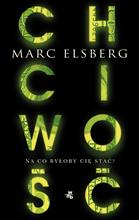 CH
MARC ELSBERG
CI
WO
NA CO BYŁOBY CIĘ STAĆ?
ŚĆ